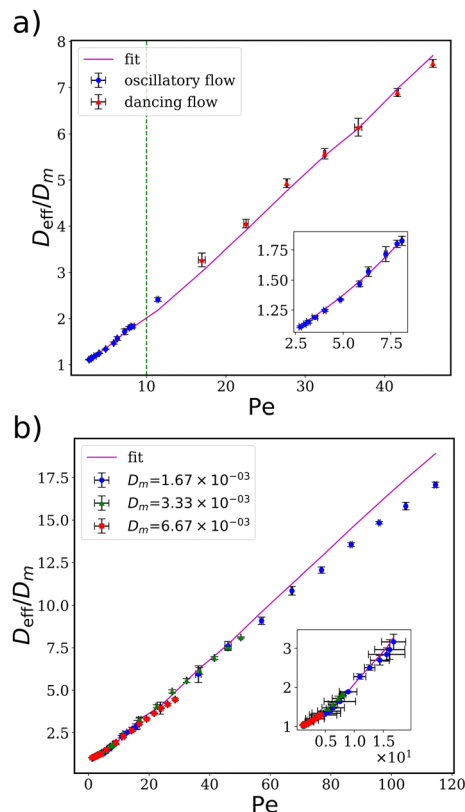 a)
8
7
6
5
4
3
2
1
D_eff/D_m
fit
oscillatory flow
dancing flow
1.75
1.50
1.25
2.5 5.0 7.5
10 20 30 40
Pe
b)
17.5
15.0
12.5
10.0
7.5
5.0
2.5
D_eff/D_m
fit
D_m=1.67 × 10^{-03}
D_m=3.33 × 10^{-03}
D_m=6.67 × 10^{-03}
3
2
1
0.5 1.0 1.5
×10^1
0 20 40 60 80 100 120
Pe